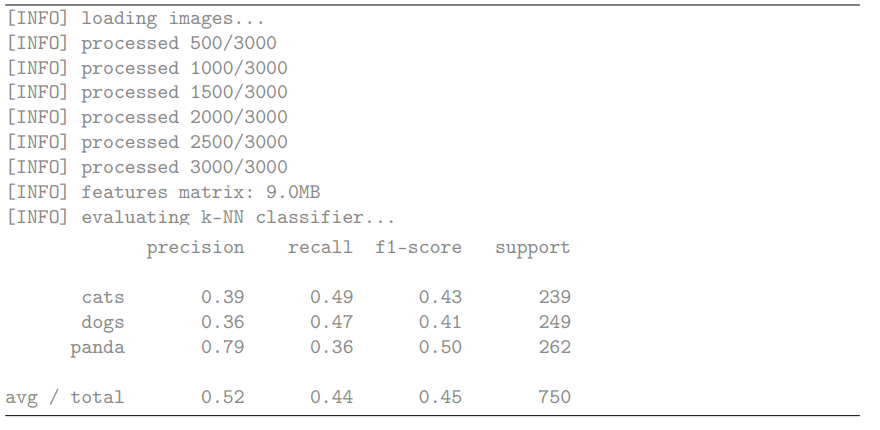 [INFO] loading images...
[INFO] processed 500/3000
[INFO] processed 1000/3000
[INFO] processed 1500/3000
[INFO] processed 2000/3000
[INFO] processed 2500/3000
[INFO] processed 3000/3000
[INFO] features matrix: 9.0MB
[INFO] evaluating k-NN classifier...
precision recall f1-score support
cats 0.39 0.49 0.43 239
dogs 0.36 0.47 0.41 249
panda 0.79 0.36 0.50 262
avg / total 0.52 0.44 0.45 750